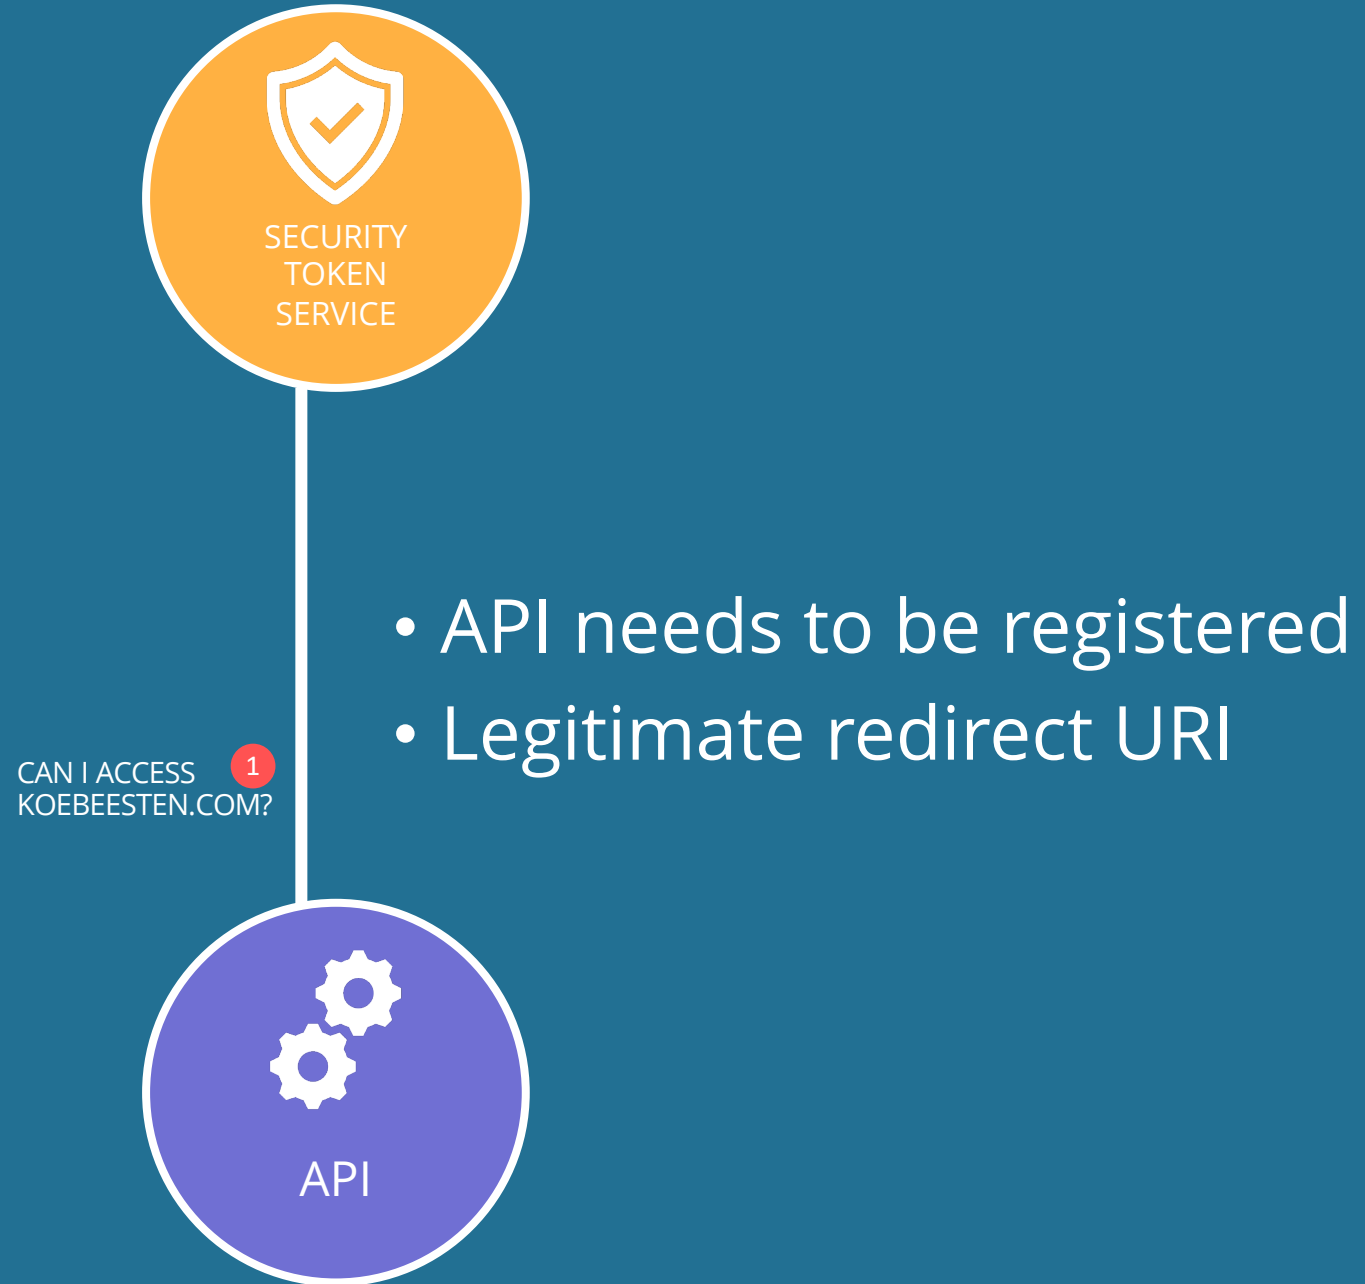 SECURITY
TOKEN
SERVICE
• API needs to be registered
• Legitimate redirect URI
CAN I ACCESS 1
KOEBEESTEN.COM?
API